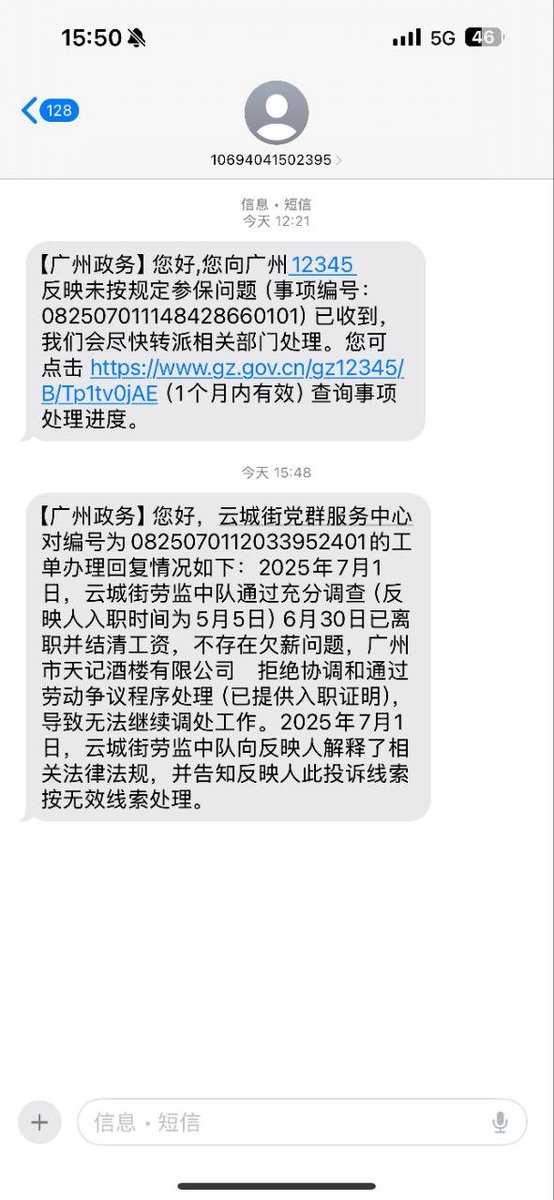 15:50
5G
46
128
10694041502395
信息・短信
今天 12:21
【广州政务】您好,您向广州 12345
反映未按规定参保问题（事项编号：
082507011148428660101）已收到，
我们会尽快转派相关部门处理。您可
点击 https://www.gz.gov.cn/gz12345/
B/Tp1tv0jAE（1个月内有效）查询事项
处理进度。
今天 15:48
【广州政务】您好，云城街党群服务中心
对编号为0825070112033952401的工
单办理回复情况如下：2025年7月1
日，云城街劳监中队通过充分调查（反
映人入职时间为5月5日）6月30日已离
职并结清工资，不存在欠薪问题，广州
市天记酒楼有限公司　拒绝协调和通过
劳动争议程序处理（已提供入职证明），
导致无法继续调处工作。2025年7月1
日，云城街劳监中队向反映人解释了相
关法律法规，并告知反映人此投诉线索
按无效线索处理。
信息・短信